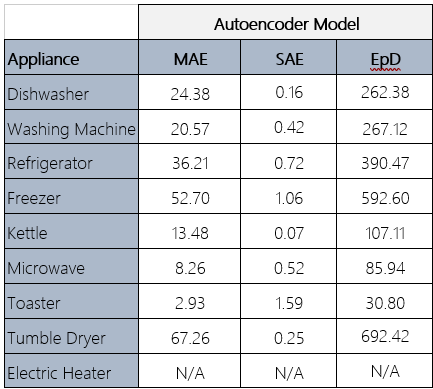 Autoencoder Model
Appliance MAE SAE EpD
Dishwasher 24.38 0.16 262.38
Washing Machine 20.57 0.42 267.12
Refrigerator 36.21 0.72 390.47
Freezer 52.70 1.06 592.60
Kettle 13.48 0.07 107.11
Microwave 8.26 0.52 85.94
Toaster 2.93 1.59 30.80
Tumble Dryer 67.26 0.25 692.42
Electric Heater N/A N/A N/A